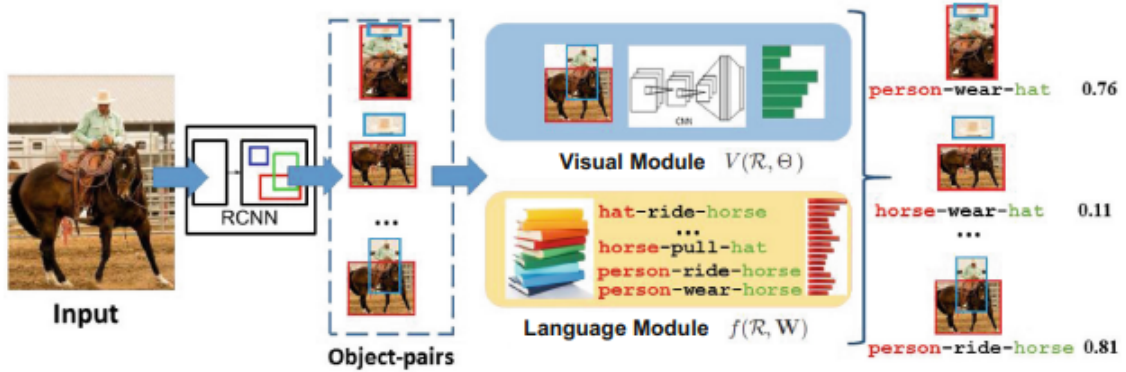 Input
RCNN
...
Object-pairs
CNN
Visual Module V(R, Θ)
hat-ride-horse
...
horse-pull-hat
person-ride-horse
person-wear-horse
Language Module f(R, W)
person-wear-hat 0.76
horse-wear-hat 0.11
...
person-ride-horse 0.81